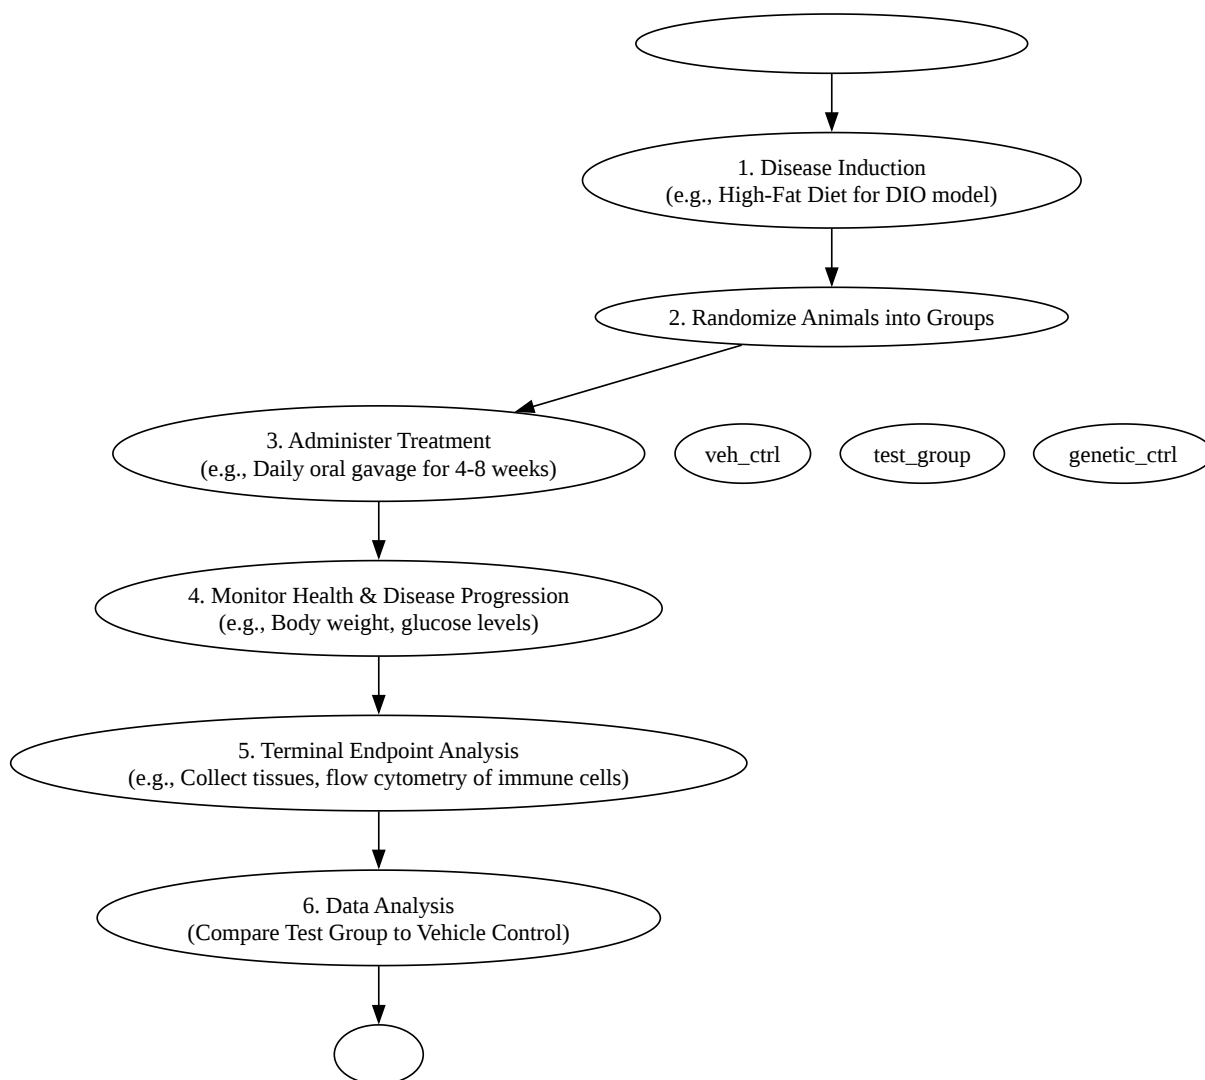 1. Disease Induction
(e.g., High-Fat Diet for DIO model)
2. Randomize Animals into Groups
3. Administer Treatment
(e.g., Daily oral gavage for 4-8 weeks)
veh_ctrl
test_group
genetic_ctrl
4. Monitor Health & Disease Progression
(e.g., Body weight, glucose levels)
5. Terminal Endpoint Analysis
(e.g., Collect tissues, flow cytometry of immune cells)
6. Data Analysis
(Compare Test Group to Vehicle Control)